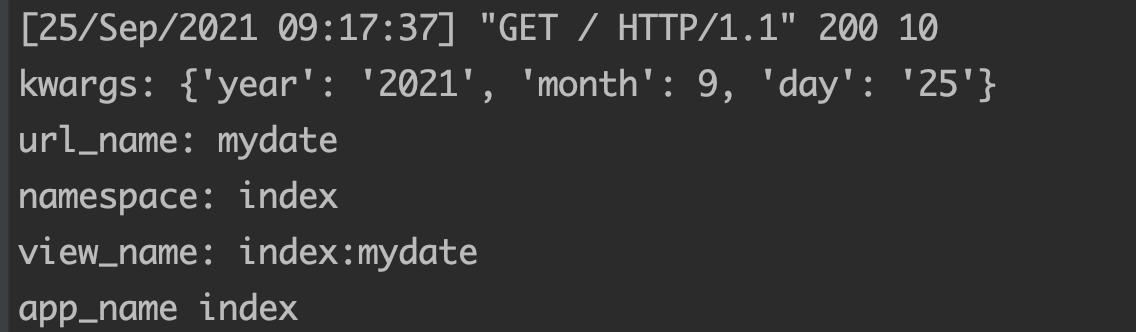 [25/Sep/2021 09:17:37] "GET / HTTP/1.1" 200 10
kwargs: {'year': '2021', 'month': 9, 'day': '25'}
url_name: mydate
namespace: index
view_name: index:mydate
app_name index